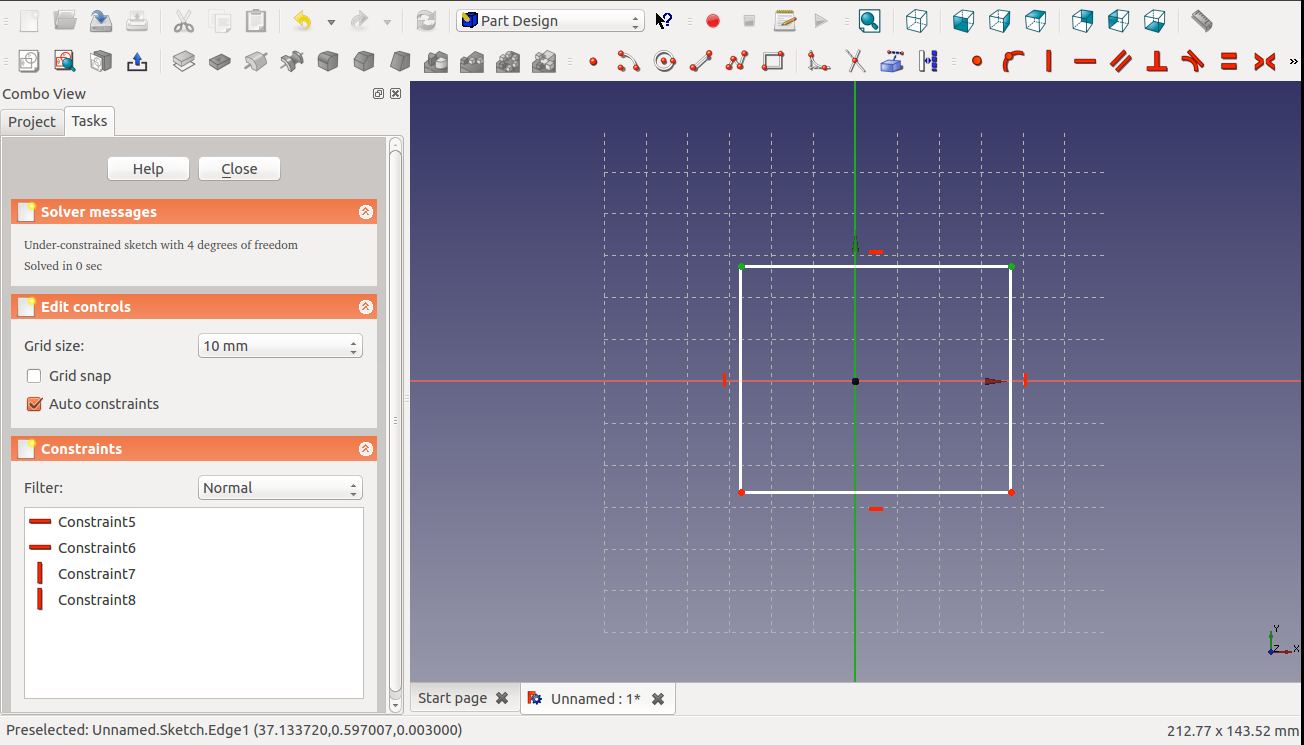 Part Design
Combo View
Project
Tasks
Help
Close
Solver messages
Under-constrained sketch with 4 degrees of freedom
Solved in 0 sec
Edit controls
Grid size:
10 mm
Grid snap
Auto constraints
Constraints
Filter:
Normal
Constraint5
Constraint6
Constraint7
Constraint8
Y
Z
X
Start page
Unnamed : 1*
Preselected: Unnamed.Sketch.Edge1 (37.133720,0.597007,0.003000)
212.77 x 143.52 mm